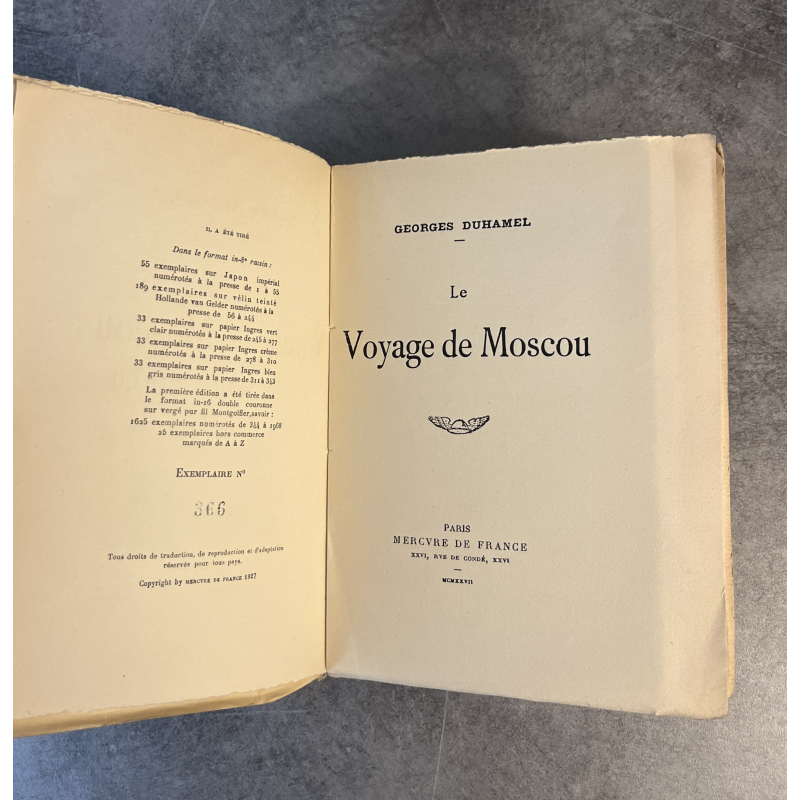 IL A ÉTÉ TIRÉ
Dans le format in-8° raisin :
55 exemplaires sur Japon impérial
numérotés à la presse de 1 à 55
189 exemplaires sur vélin teinté
Hollande van Gelder numérotés à la
presse de 56 à 244
33 exemplaires sur papier Ingres vert
clair numérotés à la presse de 245 à 277
33 exemplaires sur papier Ingres crème
numérotés à la presse de 278 à 310
33 exemplaires sur papier Ingres bleu
gris numérotés à la presse de 311 à 343
La première édition a été tirée dans
le format in-16 double couronne
sur vergé pur fil Montgolfier, savoir :
1625 exemplaires numérotés de 344 à 1968
26 exemplaires hors commerce
marqués de A à Z
EXEMPLAIRE N°
366
Tous droits de traduction, de reproduction et d'adaptation
réservés pour tous pays.
Copyright by MERCVRE DE FRANCE 1927
GEORGES DUHAMEL
Le
Voyage de Moscou
PARIS
MERCVRE DE FRANCE
XXVI, RVE DE CONDÉ, XXVI
MCMXXVII